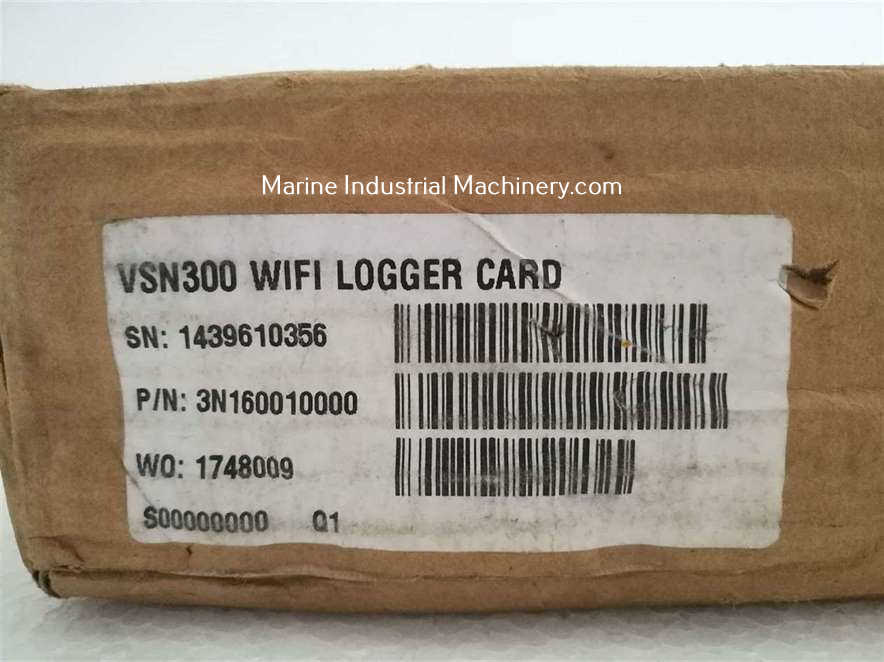 Marine Industrial Machinery.com
VSN300 WIFI LOGGER CARD
SN: 1439610356
P/N: 3N160010000
WO: 1748009
S00000000 Q1